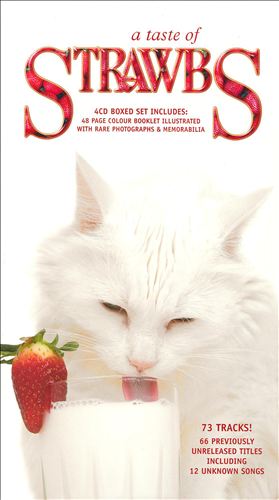 a taste of
STRAWBS
4CD BOXED SET INCLUDES:
48 PAGE COLOUR BOOKLET ILLUSTRATED
WITH RARE PHOTOGRAPHS & MEMORABILIA
73 TRACKS!
66 PREVIOUSLY
UNRELEASED TITLES
INCLUDING
12 UNKNOWN SONGS